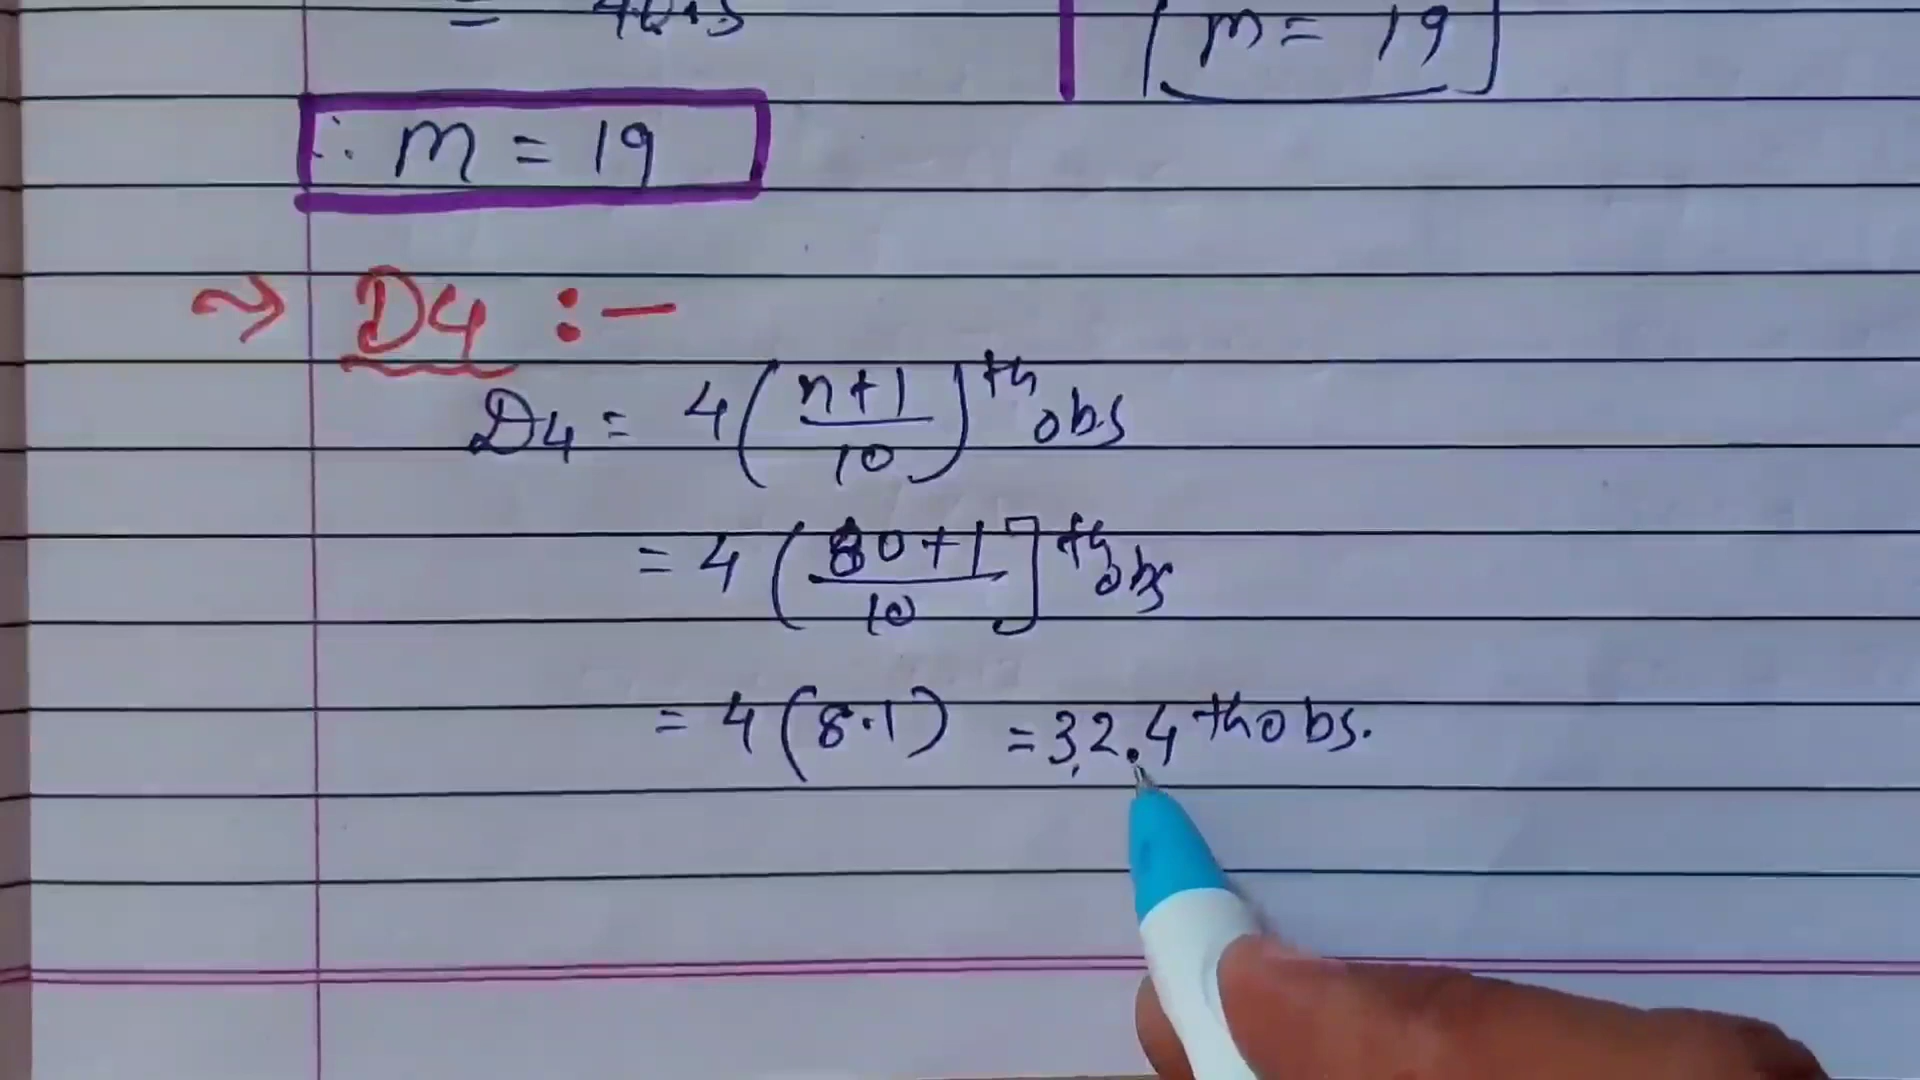 [m = 19]
∴ m = 19
→ D4 :-
D4 = 4(n+1/10)th obs
= 4(80+1/10]th obs
= 4(8.1) = 32.4th obs.